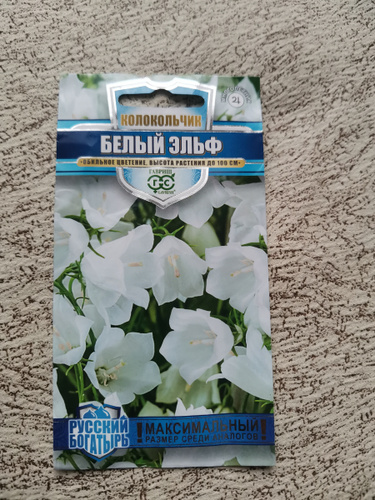 КОЛОКОЛЬЧИК
БЕЛЫЙ ЭЛЬФ
•ОБИЛЬНОЕ ЦВЕТЕНИЕ, ВЫСОТА РАСТЕНИЯ ДО 100 СМ•
ГАВРИШ
РУССКИЙ
БОГАТЫРЬ
! МАКСИМАЛЬНЫЙ !
РАЗМЕР СРЕДИ АНАЛОГОВ